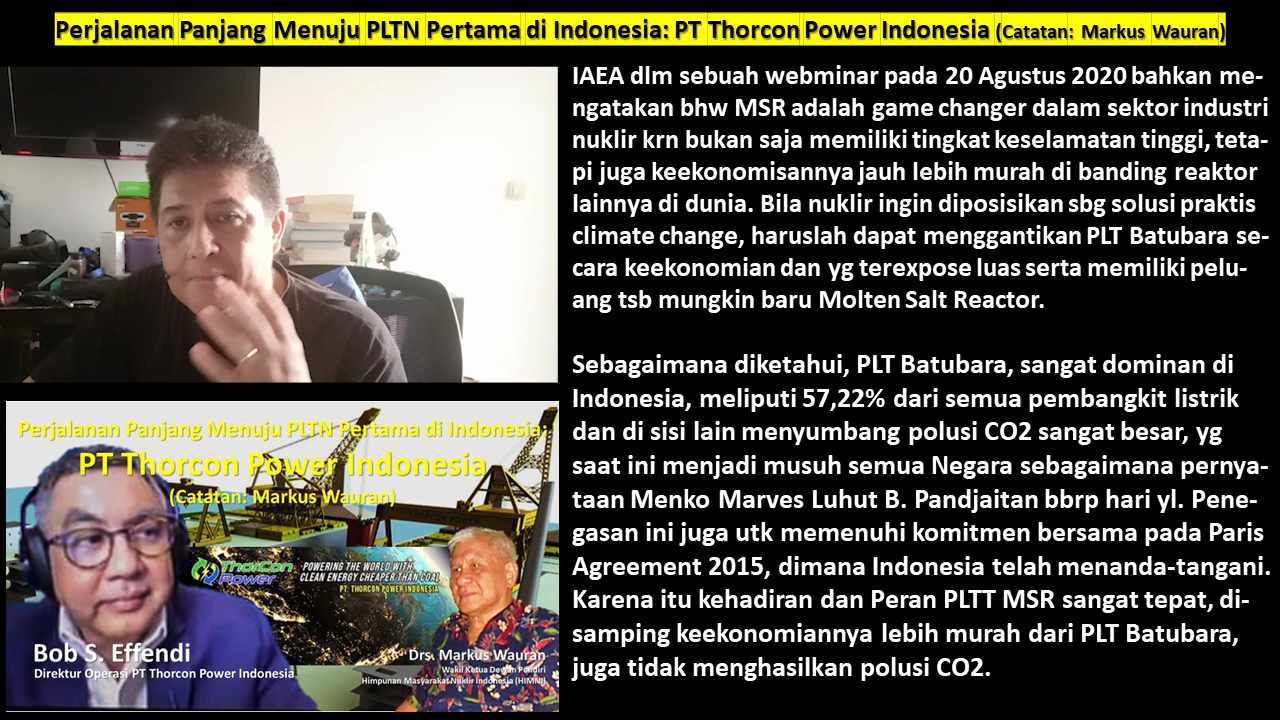 Perjalanan Panjang Menuju PLTN Pertama di Indonesia: PT Thorcon Power Indonesia (Catatan: Markus Wauran)
IAEA dlm sebuah webminar pada 20 Agustus 2020 bahkan me-
ngatakan bhw MSR adalah game changer dalam sektor industri
nuklir krn bukan saja memiliki tingkat keselamatan tinggi, teta-
pi juga keekonomisannya jauh lebih murah di banding reaktor
lainnya di dunia. Bila nuklir ingin diposisikan sbg solusi praktis
climate change, haruslah dapat menggantikan PLT Batubara se-
cara keekonomian dan yg terexpose luas serta memiliki pelu-
ang tsb mungkin baru Molten Salt Reactor.
Sebagaimana diketahui, PLT Batubara, sangat dominan di
Indonesia, meliputi 57,22% dari semua pembangkit listrik
dan di sisi lain menyumbang polusi CO2 sangat besar, yg
saat ini menjadi musuh semua Negara sebagaimana pernya-
taan Menko Marves Luhut B. Pandjaitan bbrp hari yl. Pene-
gasan ini juga utk memenuhi komitmen bersama pada Paris
Agreement 2015, dimana Indonesia telah menanda-tangani.
Karena itu kehadiran dan Peran PLTT MSR sangat tepat, di-
samping keekonomiannya lebih murah dari PLT Batubara,
juga tidak menghasilkan polusi CO2.
Perjalanan Panjang Menuju PLTN Pertama di Indonesia:
PT Thorcon Power Indonesia
(Catatan: Markus Wauran)
ThorCon
Power
POWERING THE WORLD WITH
CLEAN ENERGY CHEAPER THAN COAL
PT. THORCON POWER INDONESIA
Bob S. Effendi
Direktur Operasi PT Thorcon Power Indonesia
Drs. Markus Wauran
Wakil Ketua Dewan Pendiri
Himpunan Masyarakat Nuklir Indonesia (HIMNI)